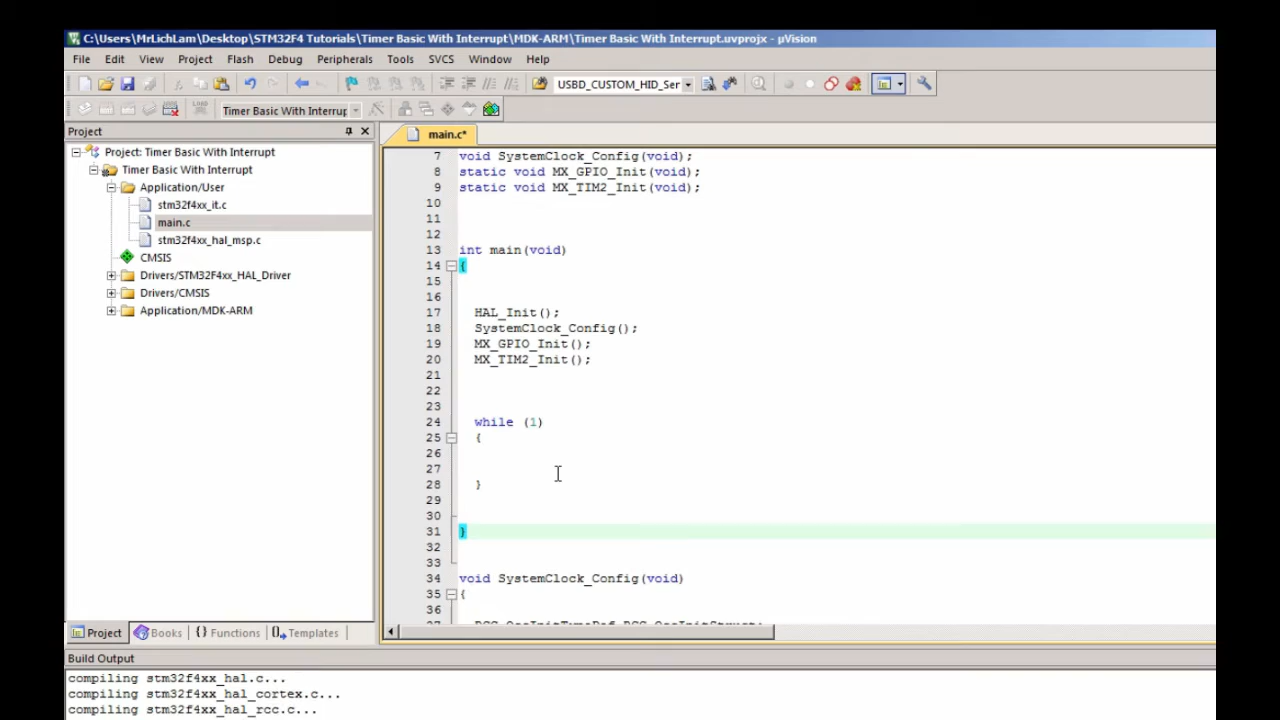 C:\Users\MrLichLam\Desktop\STM32F4 Tutorials\Timer Basic With Interrupt\MDK-ARM\Timer Basic With Interrupt.uvprojx - µVision
File Edit View Project Flash Debug Peripherals Tools SVCS Window Help
USBD_CUSTOM_HID_Ser
LOAD Timer Basic With Interrup
Project
main.c*
Project: Timer Basic With Interrupt
Timer Basic With Interrupt
Application/User
stm32f4xx_it.c
main.c
stm32f4xx_hal_msp.c
CMSIS
Drivers/STM32F4xx_HAL_Driver
Drivers/CMSIS
Application/MDK-ARM
7 void SystemClock_Config(void);
8 static void MX_GPIO_Init(void);
9 static void MX_TIM2_Init(void);
10
11
12
13 int main(void)
14 {
15
16
17 HAL_Init();
18 SystemClock_Config();
19 MX_GPIO_Init();
20 MX_TIM2_Init();
21
22
23
24 while (1)
25 {
26
27
28 }
29
30
31 }
32
33
34 void SystemClock_Config(void)
35 {
36
Project Books {} Functions Templates
Build Output
compiling stm32f4xx_hal.c...
compiling stm32f4xx_hal_cortex.c...
compiling stm32f4xx_hal_rcc.c...